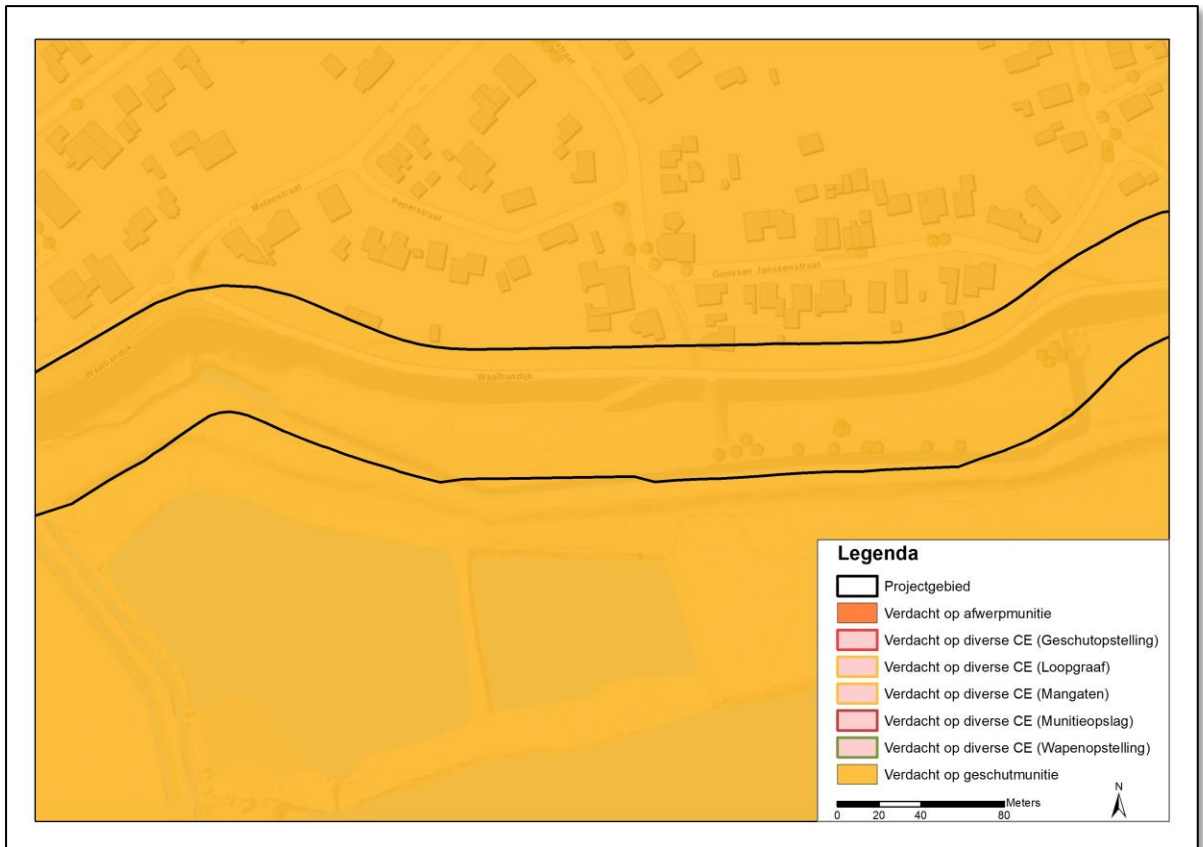 traat
Molenstraat
Peperstraat
Goossen Janssenstraat
Waalbandijk
Waalbandijk
Legenda
Projectgebied
Verdacht op afwerpmunitie
Verdacht op diverse CE (Geschutopstelling)
Verdacht op diverse CE (Loopgraaf)
Verdacht op diverse CE (Mangaten)
Verdacht op diverse CE (Munitieopslag)
Verdacht op diverse CE (Wapenopstelling)
Verdacht op geschutmunitie
Meters
0 20 40 80
N